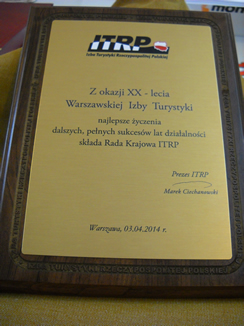 ITRP
Izba Turystyki Rzeczypospolitej Polskiej
Z okazji XX - lecia
Warszawskiej Izby Turystyki
najlepsze życzenia
dalszych, pełnych sukcesów lat działalności
składa Rada Krajowa ITRP
Prezes ITRP
Marek Ciechanowski
Warszawa, 03.04.2014 r.